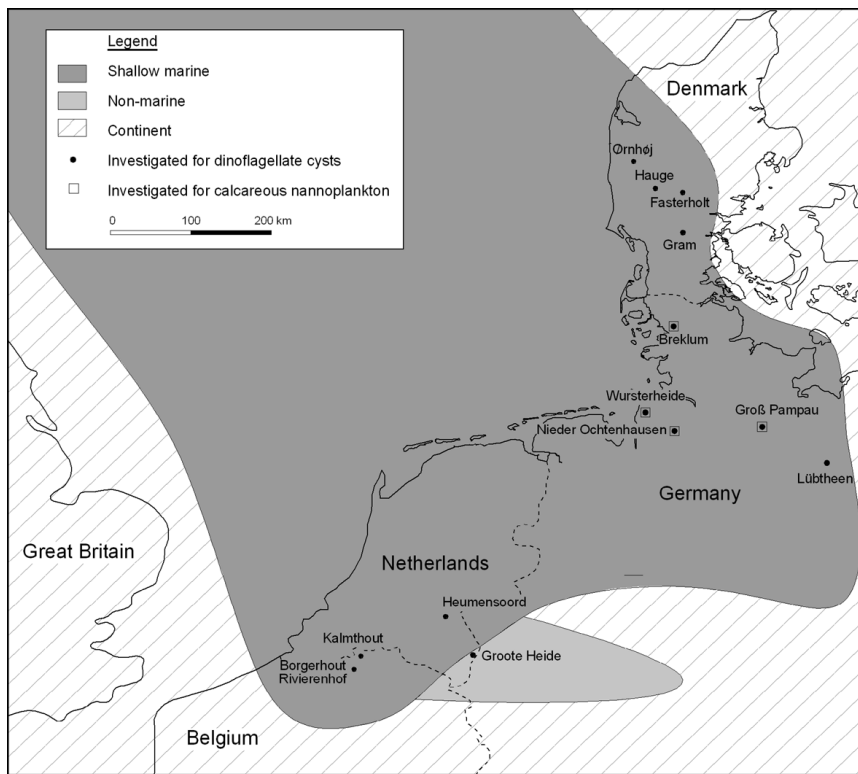 Legend
Shallow marine
Non-marine
Continent
Investigated for dinoflagellate cysts
Investigated for calcareous nannoplankton
0 100 200 km
Denmark
Ørnhøj
Hauge
Fasterholt
Gram
Breklum
Wursterheide
Groß Pampau
Nieder Ochtenhausen
Lübtheen
Germany
Great Britain
Netherlands
Heumensoord
Kalmthout
Groote Heide
Borgerhout
Rivierenhof
Belgium